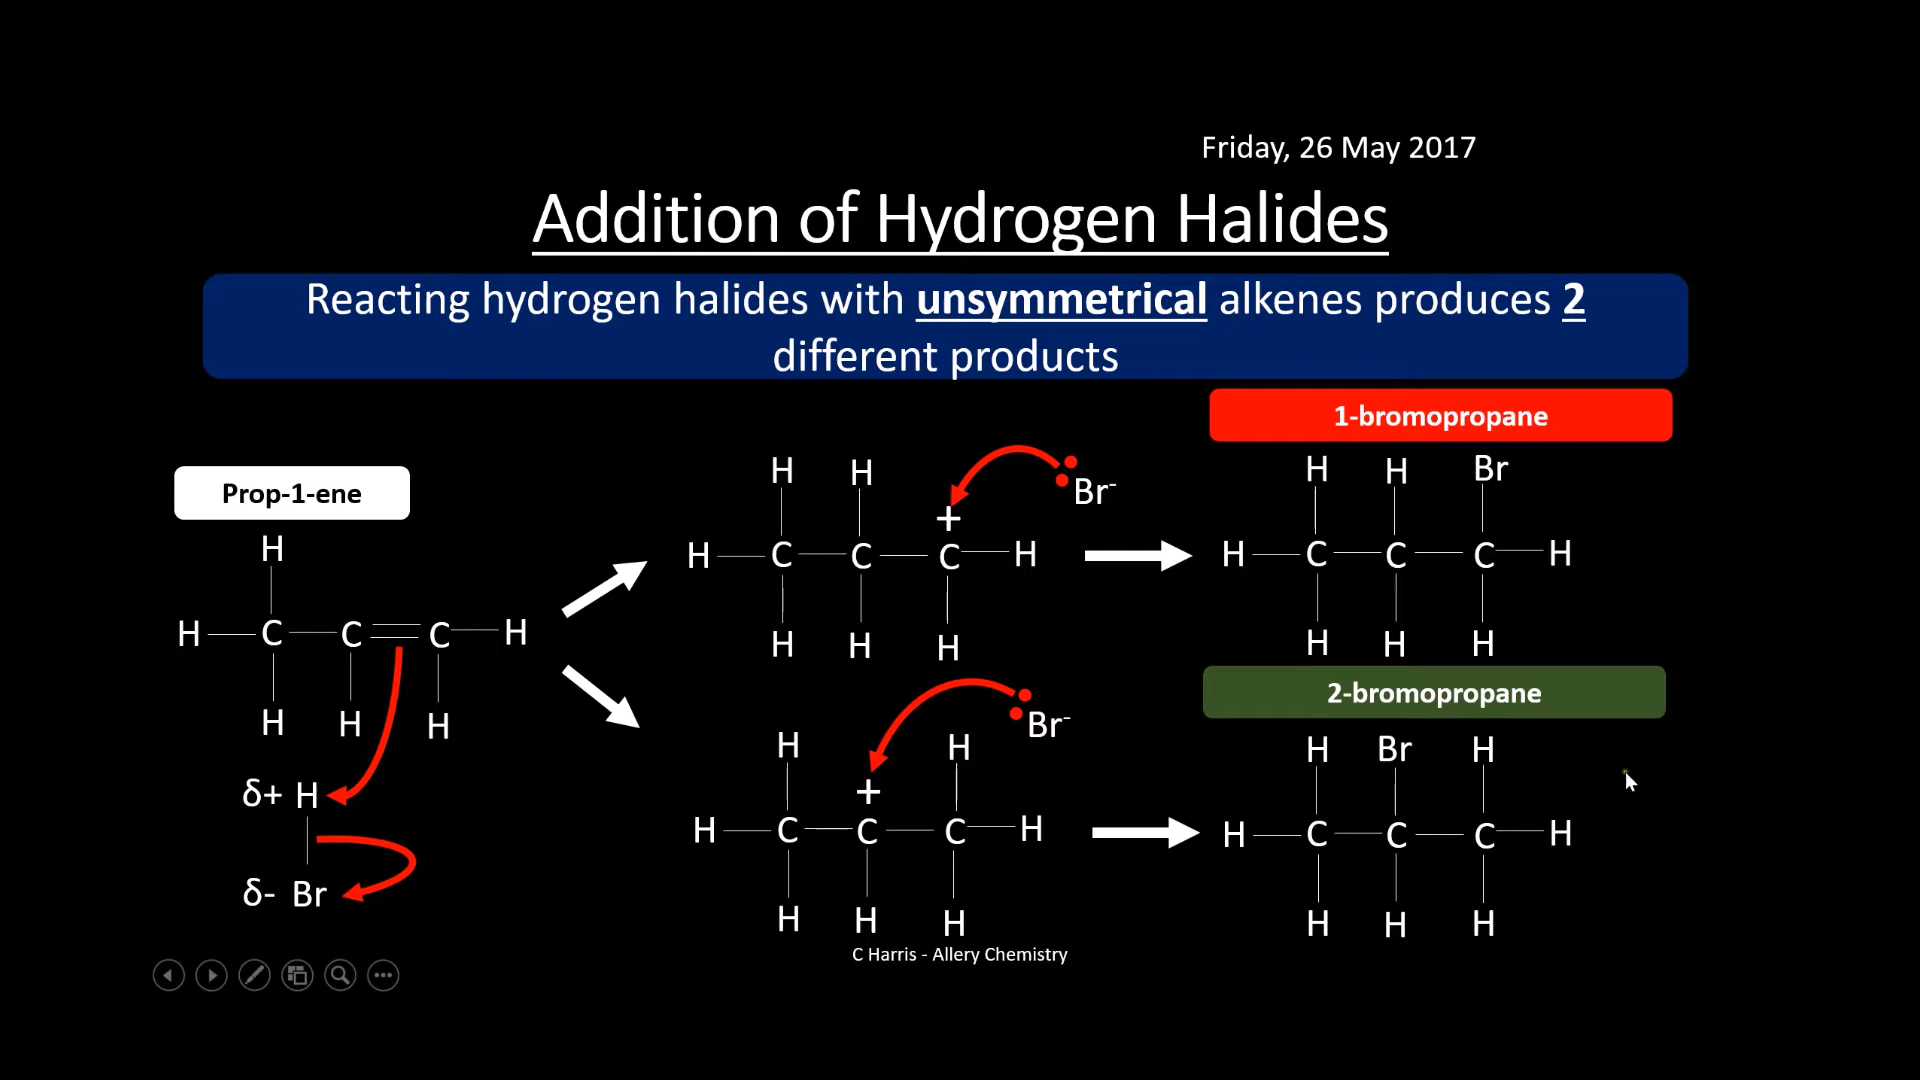 Friday, 26 May 2017
Addition of Hydrogen Halides
Reacting hydrogen halides with unsymmetrical alkenes produces 2
different products
1-bromopropane
Prop-1-ene
H H Br
H H :Br-
+
H
H C C C H
H C C C H
H C C C H
H H H
H H H
H H H
2-bromopropane
:Br-
H H
H Br H
δ+ H
+
H C C C H
H C C C H
δ- Br
H H H
H H H
C Harris - Allery Chemistry